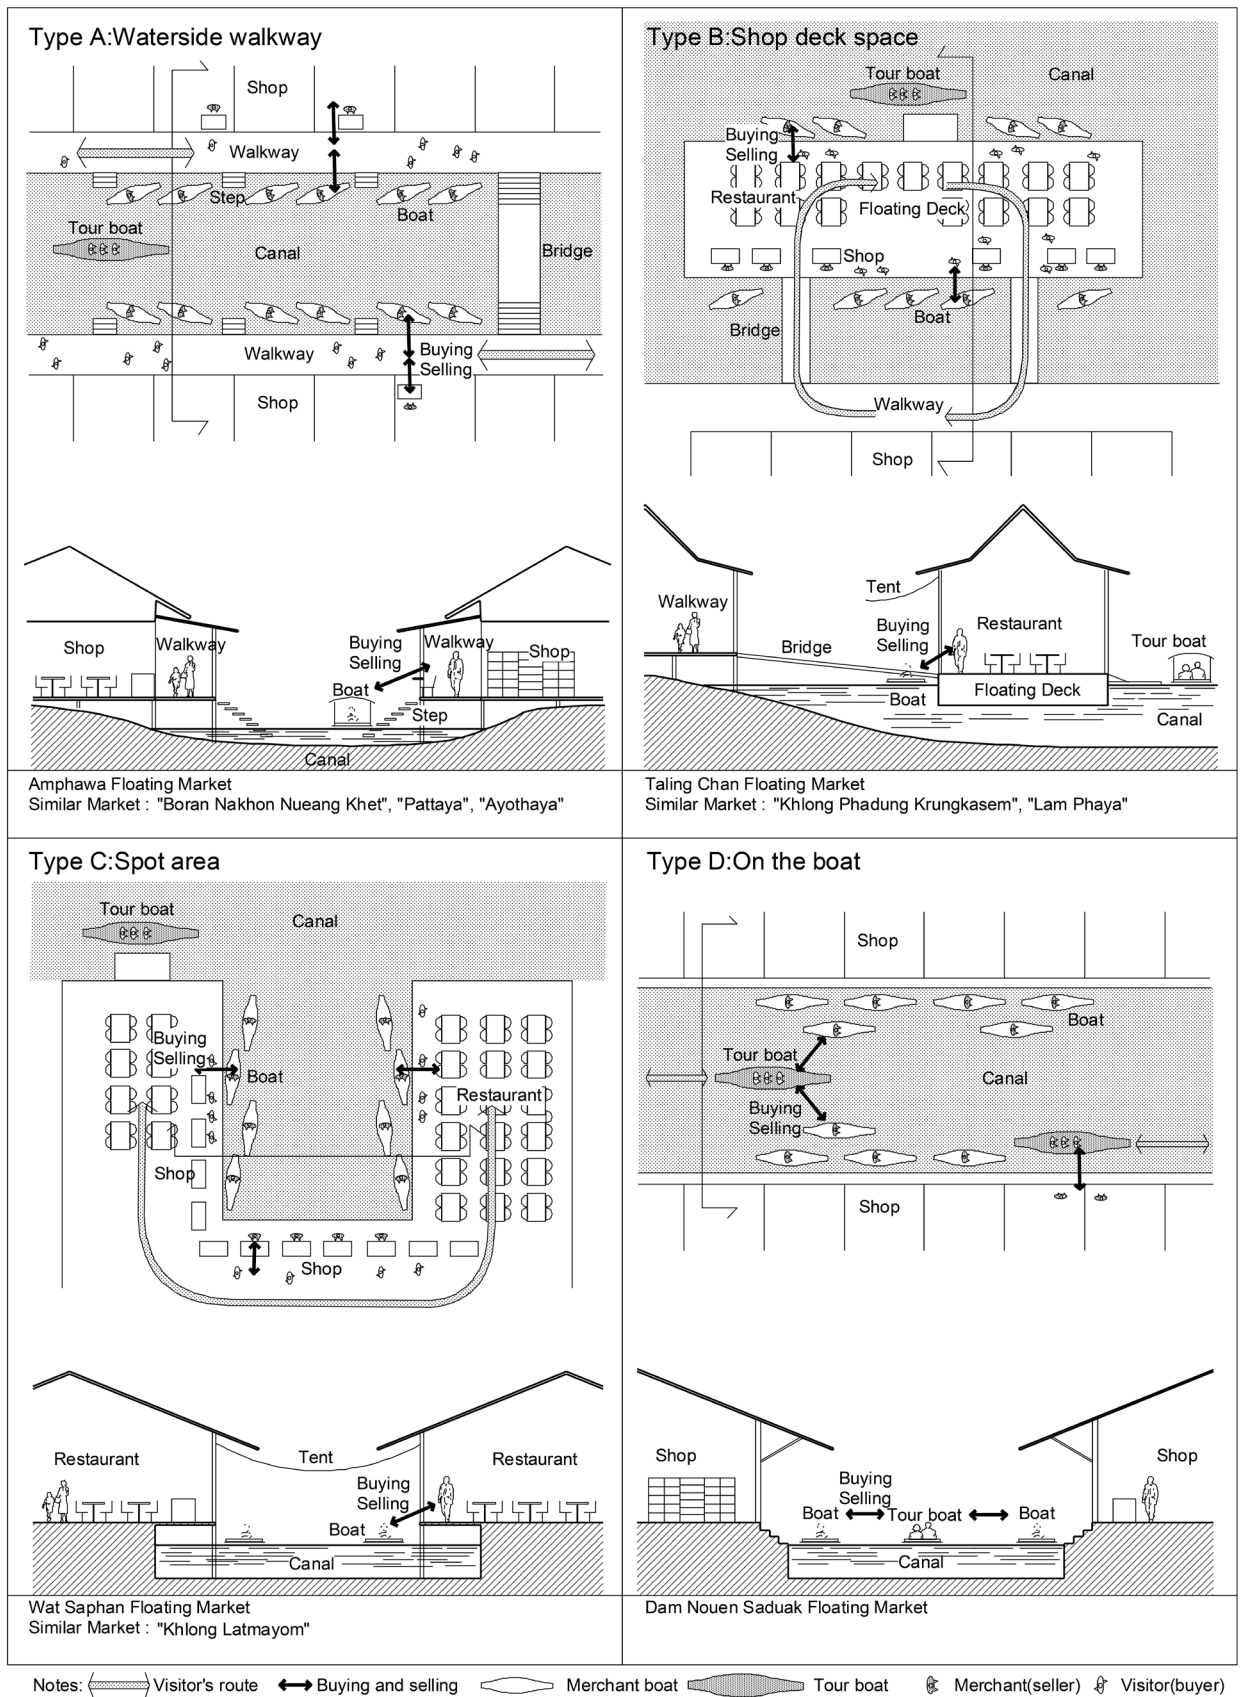 Type A:Waterside walkway
Shop
Walkway
Step
Boat
Tour boat
Canal
Bridge
Walkway
Buying
Selling
Shop
Shop
Walkway
Buying
Selling
Boat
Walkway
Shop
Step
Canal
Amphawa Floating Market
Similar Market : "Boran Nakhon Nueang Khet", "Pattaya", "Ayothaya"
Type B:Shop deck space
Tour boat
Canal
Buying
Selling
Restaurant
Floating Deck
Shop
Boat
Bridge
Walkway
Shop
Tent
Walkway
Buying
Selling
Restaurant
Tour boat
Bridge
Boat
Floating Deck
Canal
Taling Chan Floating Market
Similar Market : "Khlong Phadung Krungkasem", "Lam Phaya"
Type C:Spot area
Tour boat
Canal
Buying
Selling
Boat
Restaurant
Shop
Shop
Restaurant
Tent
Restaurant
Buying
Selling
Boat
Canal
Wat Saphan Floating Market
Similar Market : "Khlong Latmayom"
Type D:On the boat
Shop
Boat
Tour boat
Canal
Buying
Selling
Shop
Shop
Shop
Buying
Selling
Boat
Tour boat
Boat
Canal
Dam Nouen Saduak Floating Market
Notes: Visitor's route Buying and selling Merchant boat Tour boat Merchant(seller) Visitor(buyer)